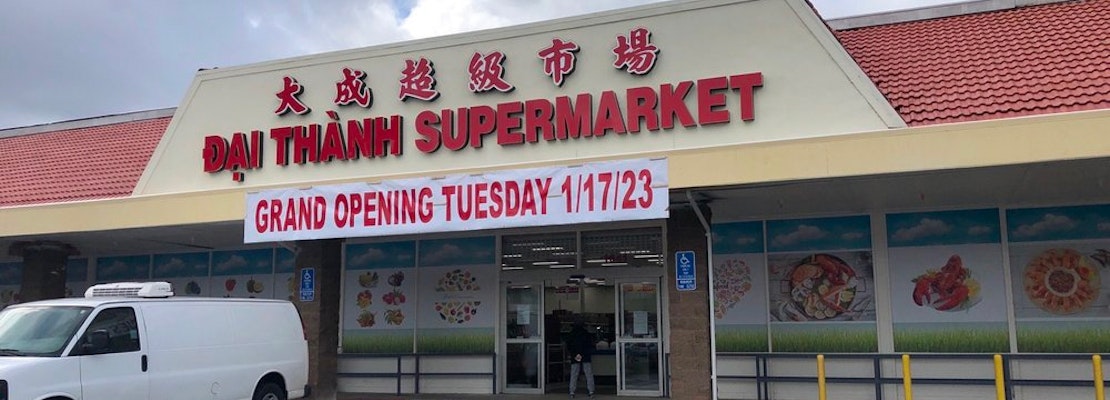 大成超級市場
ĐẠI THÀNH SUPERMARKET
GRAND OPENING TUESDAY 1/17/23